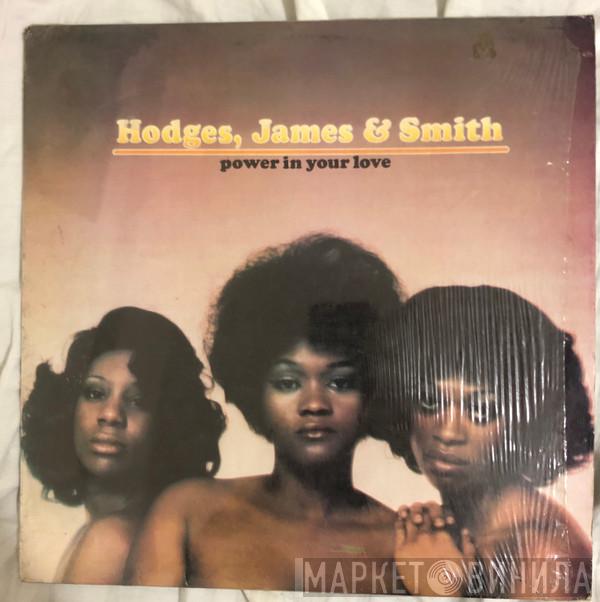 Hodges, James & Smith
power in your love
МАРКЕТ ВИНИЛА